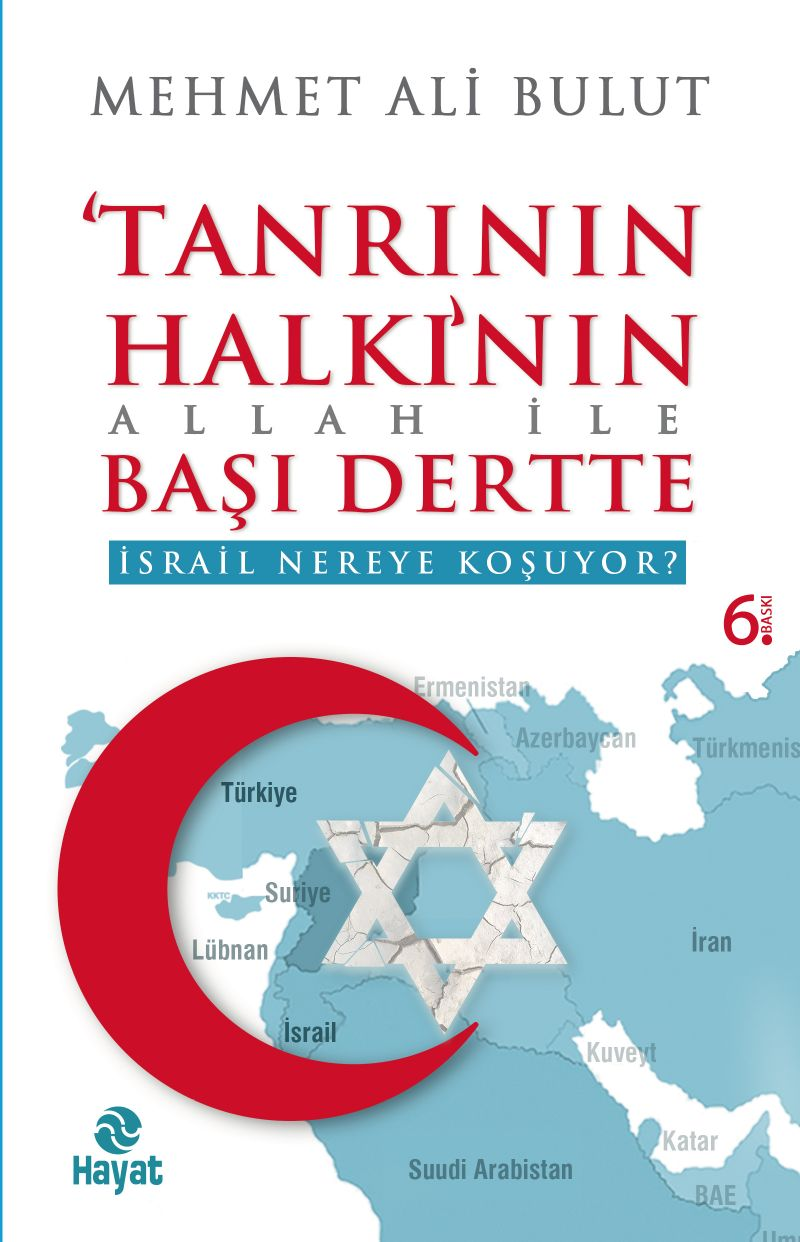 MEHMET ALİ BULUT
'TANRININ
HALKI'NIN
ALLAH İLE
BAŞI DERTTE
İSRAİL NEREYE KOŞUYOR?
6.BASKI
Ermenistan
Azerbaycan
Türkmenis
Türkiye
KKTC
Suriye
Lübnan
İran
İsrail
Kuveyt
Katar
Suudi Arabistan
BAE
Umm
Hayat